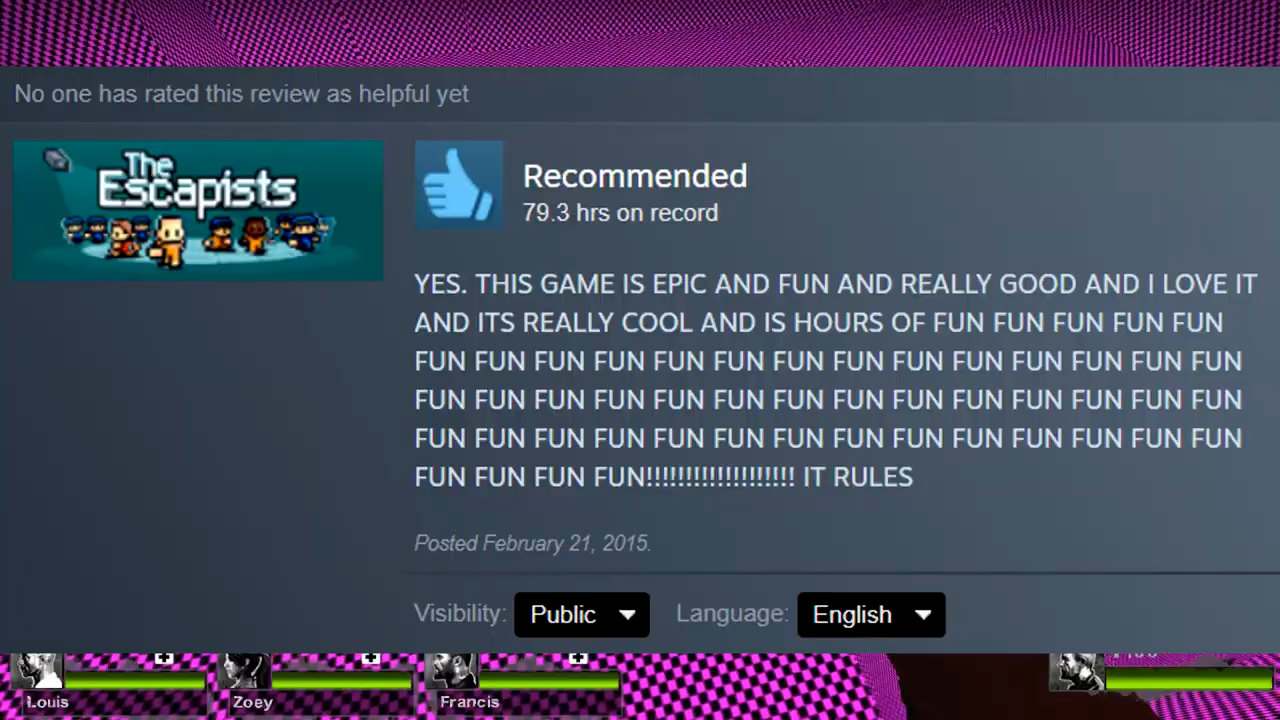 No one has rated this review as helpful yet
The
Escapists
Recommended
79.3 hrs on record
YES. THIS GAME IS EPIC AND FUN AND REALLY GOOD AND I LOVE IT
AND ITS REALLY COOL AND IS HOURS OF FUN FUN FUN FUN FUN
FUN FUN FUN FUN FUN FUN FUN FUN FUN FUN FUN FUN FUN FUN
FUN FUN FUN FUN FUN FUN FUN FUN FUN FUN FUN FUN FUN FUN
FUN FUN FUN FUN FUN FUN FUN FUN FUN FUN FUN FUN FUN FUN
FUN FUN FUN FUN!!!!!!!!!!!!!!!!!!! IT RULES
Posted February 21, 2015.
Visibility: Public Language: English
Louis Zoey Francis